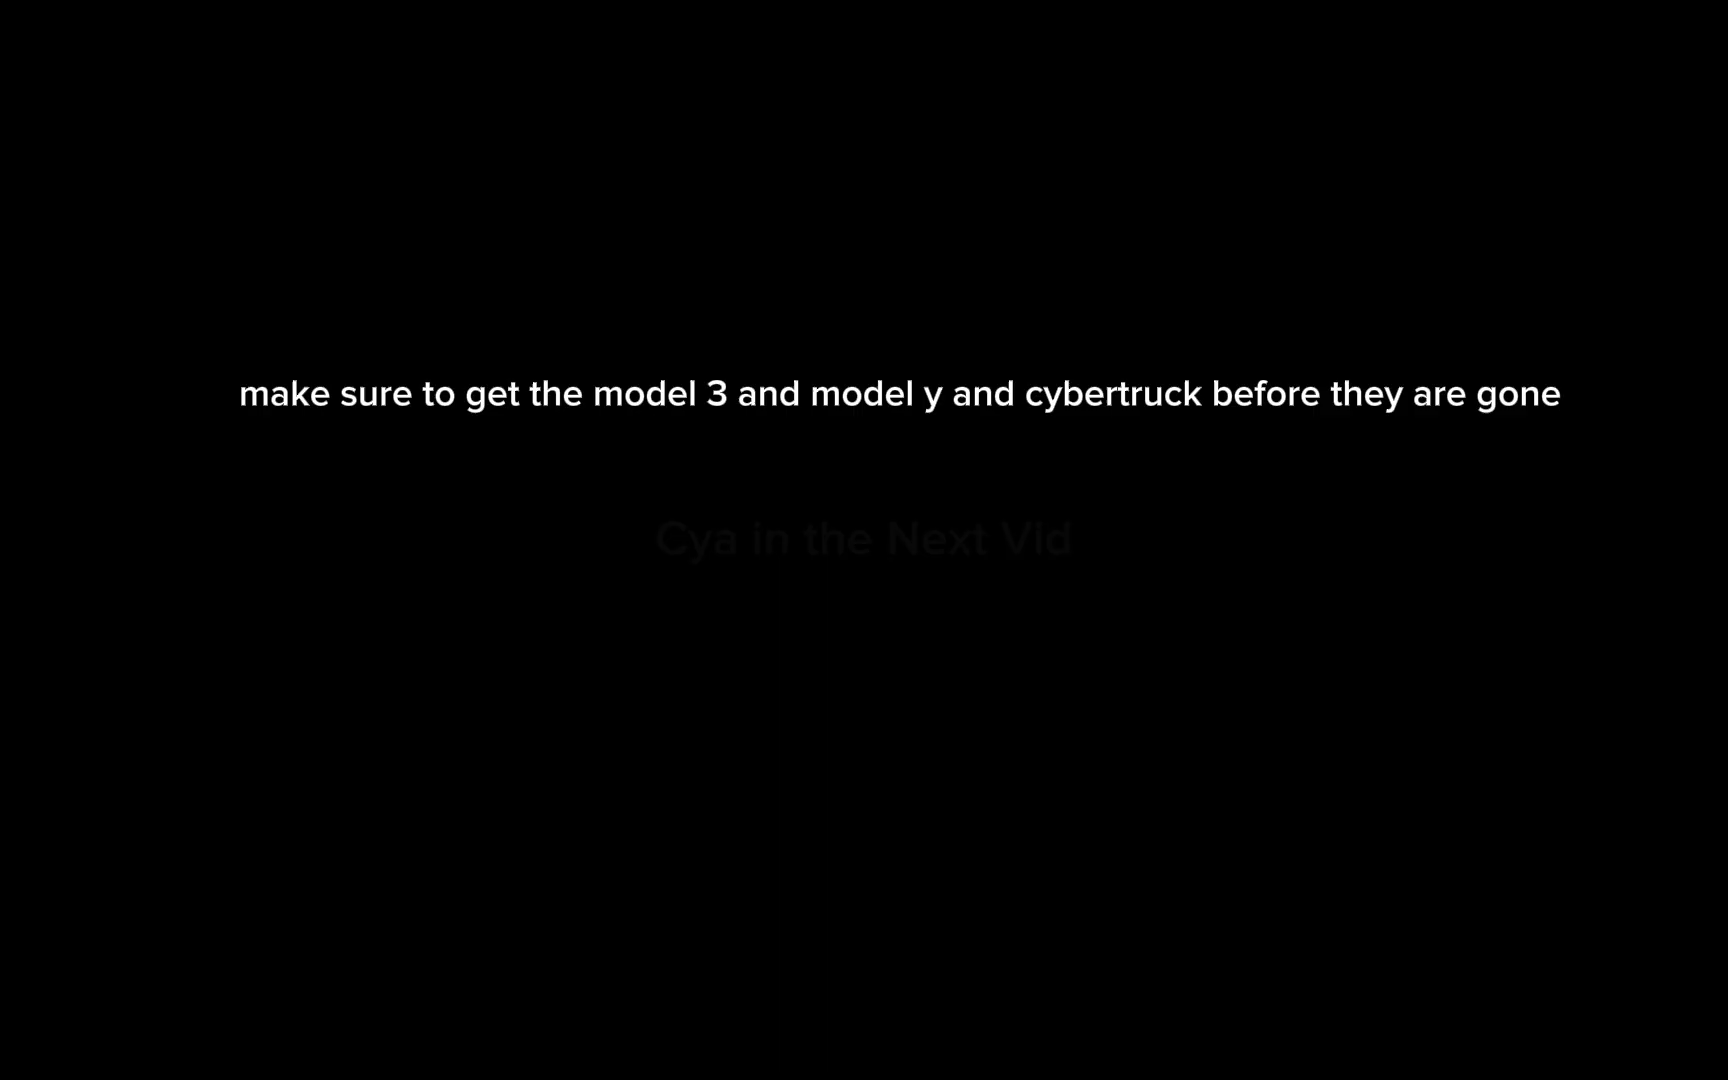 make sure to get the model 3 and model y and cybertruck before they are gone
Cya in the Next Vid